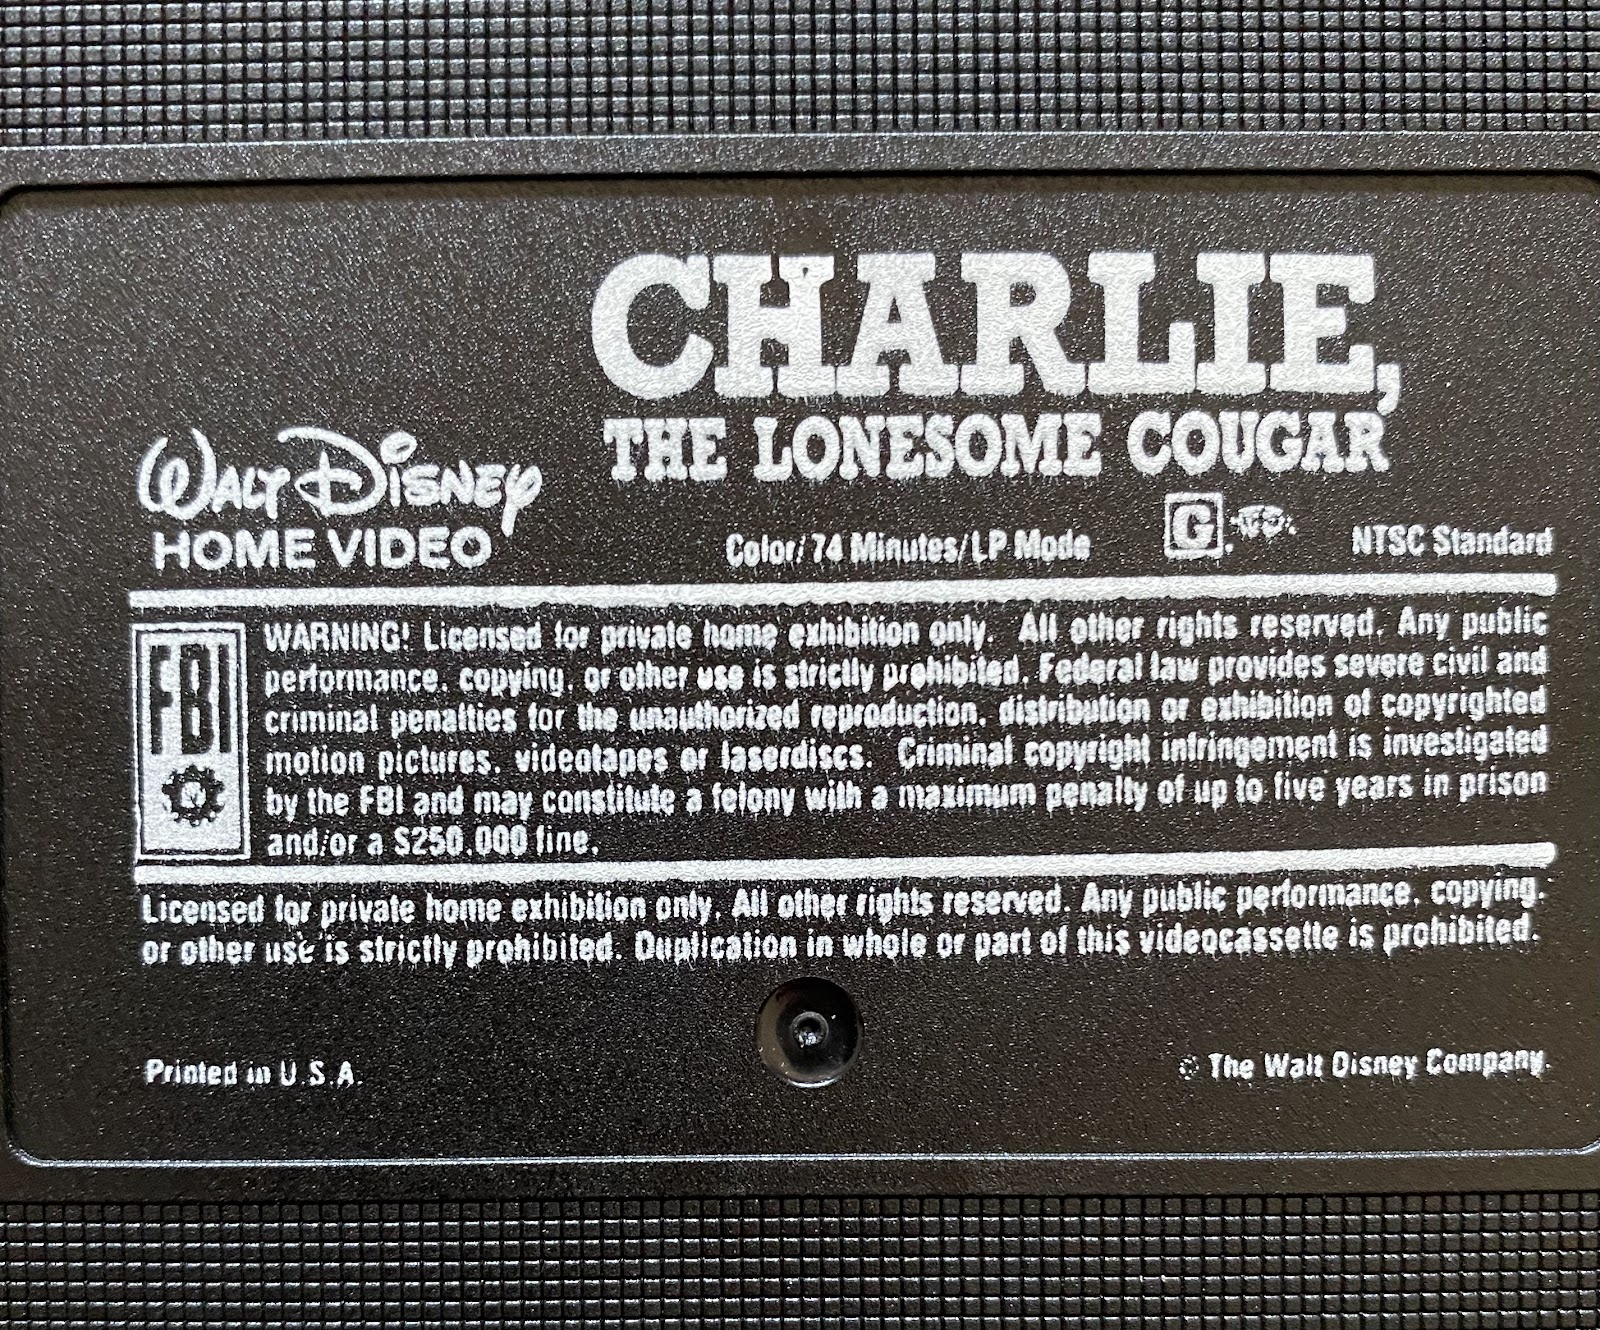 CHARLIE,
THE LONESOME COUGAR
WALT DISNEY
HOME VIDEO
Color/74 Minutes/LP Mode
G
NTSC Standard
FBI
WARNING! Licensed for private home exhibition only. All other rights reserved. Any public
performance, copying, or other use is strictly prohibited. Federal law provides severe civil and
criminal penalties for the unauthorized reproduction, distribution or exhibition of copyrighted
motion pictures, videotapes or laserdiscs. Criminal copyright infringement is investigated
by the FBI and may constitute a felony with a maximum penalty of up to five years in prison
and/or a $250,000 fine.
Licensed for private home exhibition only. All other rights reserved. Any public performance, copying,
or other use is strictly prohibited. Duplication in whole or part of this videocassette is prohibited.
Printed in U.S.A.
© The Walt Disney Company.